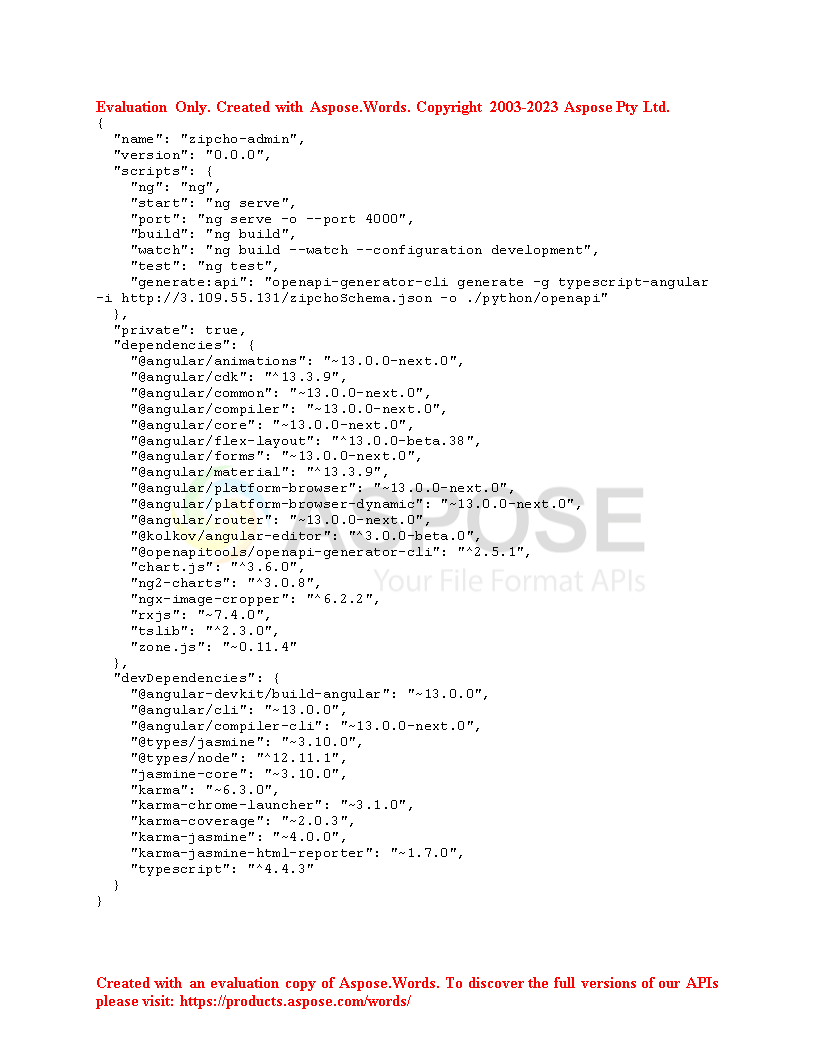 Evaluation Only. Created with Aspose.Words. Copyright 2003-2023 Aspose Pty Ltd.
{
  "name": "zipcho-admin",
  "version": "0.0.0",
  "scripts": {
    "ng": "ng",
    "start": "ng serve",
    "port": "ng serve -o --port 4000",
    "build": "ng build",
    "watch": "ng build --watch --configuration development",
    "test": "ng test",
    "generate:api": "openapi-generator-cli generate -g typescript-angular
-i http://3.109.55.131/zipchoSchema.json -o ./python/openapi"
  },
  "private": true,
  "dependencies": {
    "@angular/animations": "~13.0.0-next.0",
    "@angular/cdk": "^13.3.9",
    "@angular/common": "~13.0.0-next.0",
    "@angular/compiler": "~13.0.0-next.0",
    "@angular/core": "~13.0.0-next.0",
    "@angular/flex-layout": "^13.0.0-beta.38",
    "@angular/forms": "~13.0.0-next.0",
    "@angular/material": "^13.3.9",
    "@angular/platform-browser": "~13.0.0-next.0",
    "@angular/platform-browser-dynamic": "~13.0.0-next.0",
    "@angular/router": "~13.0.0-next.0",
    "@kolkov/angular-editor": "^3.0.0-beta.0",
    "@openapitools/openapi-generator-cli": "^2.5.1",
    "chart.js": "^3.6.0",
    "ng2-charts": "^3.0.8",
    "ngx-image-cropper": "^6.2.2",
    "rxjs": "~7.4.0",
    "tslib": "^2.3.0",
    "zone.js": "~0.11.4"
  },
  "devDependencies": {
    "@angular-devkit/build-angular": "~13.0.0",
    "@angular/cli": "~13.0.0",
    "@angular/compiler-cli": "~13.0.0-next.0",
    "@types/jasmine": "~3.10.0",
    "@types/node": "^12.11.1",
    "jasmine-core": "~3.10.0",
    "karma": "~6.3.0",
    "karma-chrome-launcher": "~3.1.0",
    "karma-coverage": "~2.0.3",
    "karma-jasmine": "~4.0.0",
    "karma-jasmine-html-reporter": "~1.7.0",
    "typescript": "^4.4.3"
  }
}
ASPOSE
Your File Format APIs
Created with an evaluation copy of Aspose.Words. To discover the full versions of our APIs
please visit: https://products.aspose.com/words/